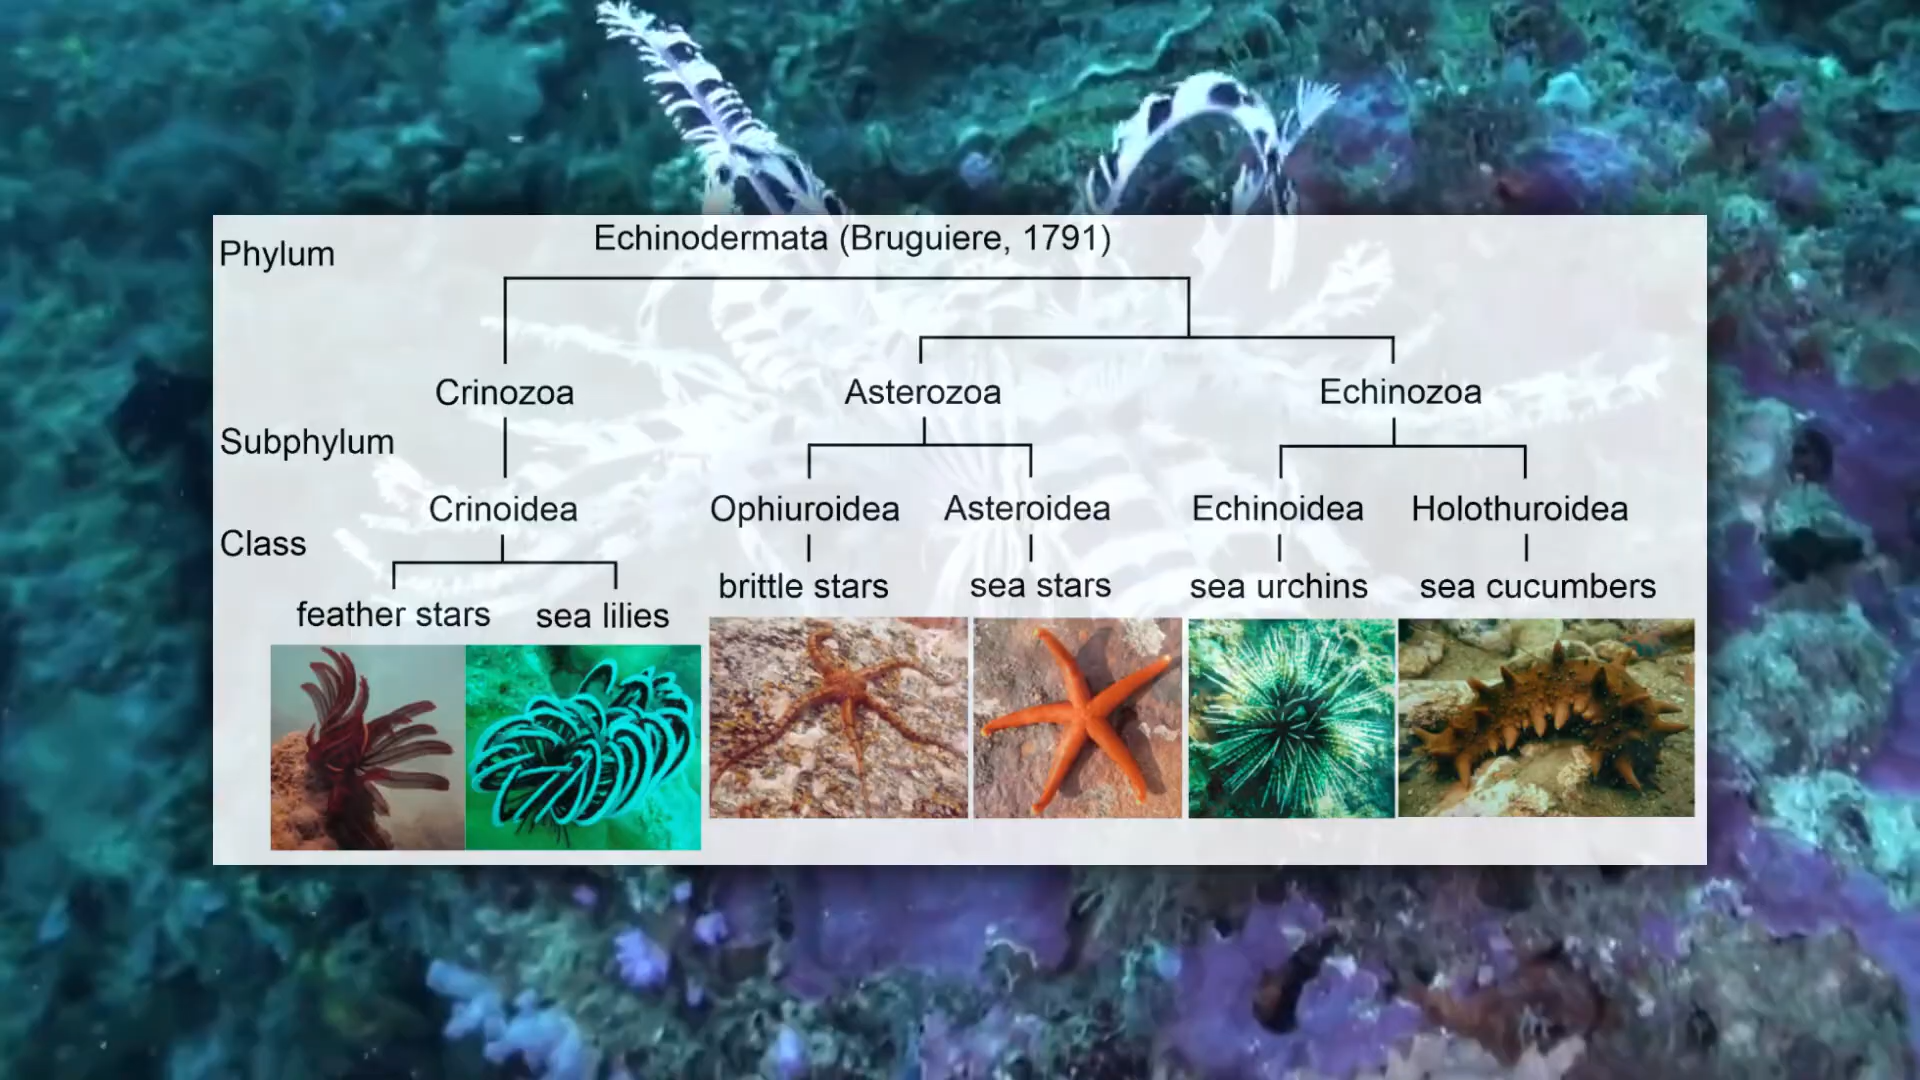 Phylum
Echinodermata (Bruguiere, 1791)
Crinozoa
Asterozoa
Echinozoa
Subphylum
Crinoidea
Ophiuroidea
Asteroidea
Echinoidea
Holothuroidea
Class
feather stars
sea lilies
brittle stars
sea stars
sea urchins
sea cucumbers